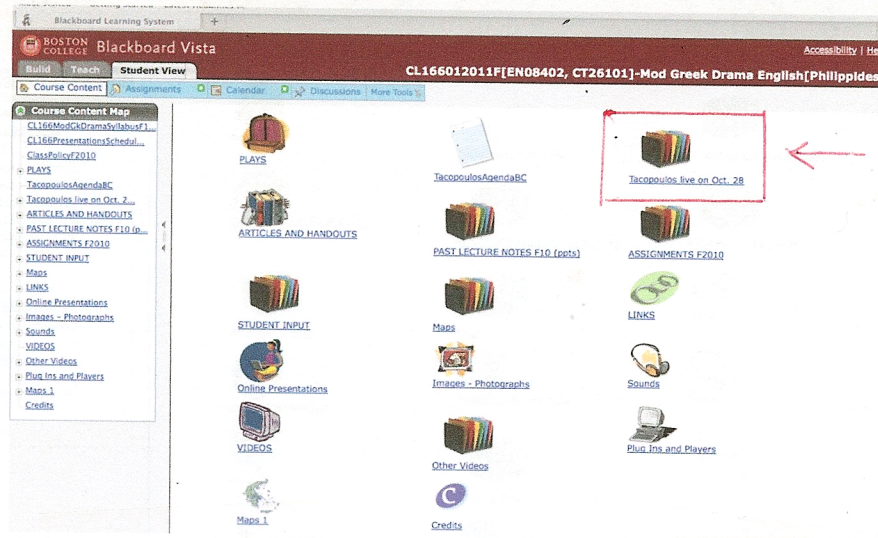 Blackboard Learning System
+
BOSTON COLLEGE Blackboard Vista
Accessibility | He
Build Teach Student View
CL166012011F[EN08402, CT26101]-Mod Greek Drama English[Philippides
Course Content Assignments Calendar Discussions More Tools
Course Content Map
CL166ModGkDramaSyllabusF1...
CL166PresentationsSchedul...
ClassPolicyF2010
PLAYS
TacopoulosAgendaBC
Tacopoulos live on Oct. 2...
ARTICLES AND HANDOUTS
PAST LECTURE NOTES F10 (p...
ASSIGNMENTS F2010
STUDENT INPUT
Maps
LINKS
Online Presentations
Images - Photographs
Sounds
VIDEOS
Other Videos
Plug Ins and Players
Maps 1
Credits
PLAYS
TacopoulosAgendaBC
Tacopoulos live on Oct. 28
ARTICLES AND HANDOUTS
PAST LECTURE NOTES F10 (ppts)
ASSIGNMENTS F2010
STUDENT INPUT
Maps
LINKS
Online Presentations
Images - Photographs
Sounds
VIDEOS
Other Videos
Plug Ins and Players
Maps 1
C
Credits